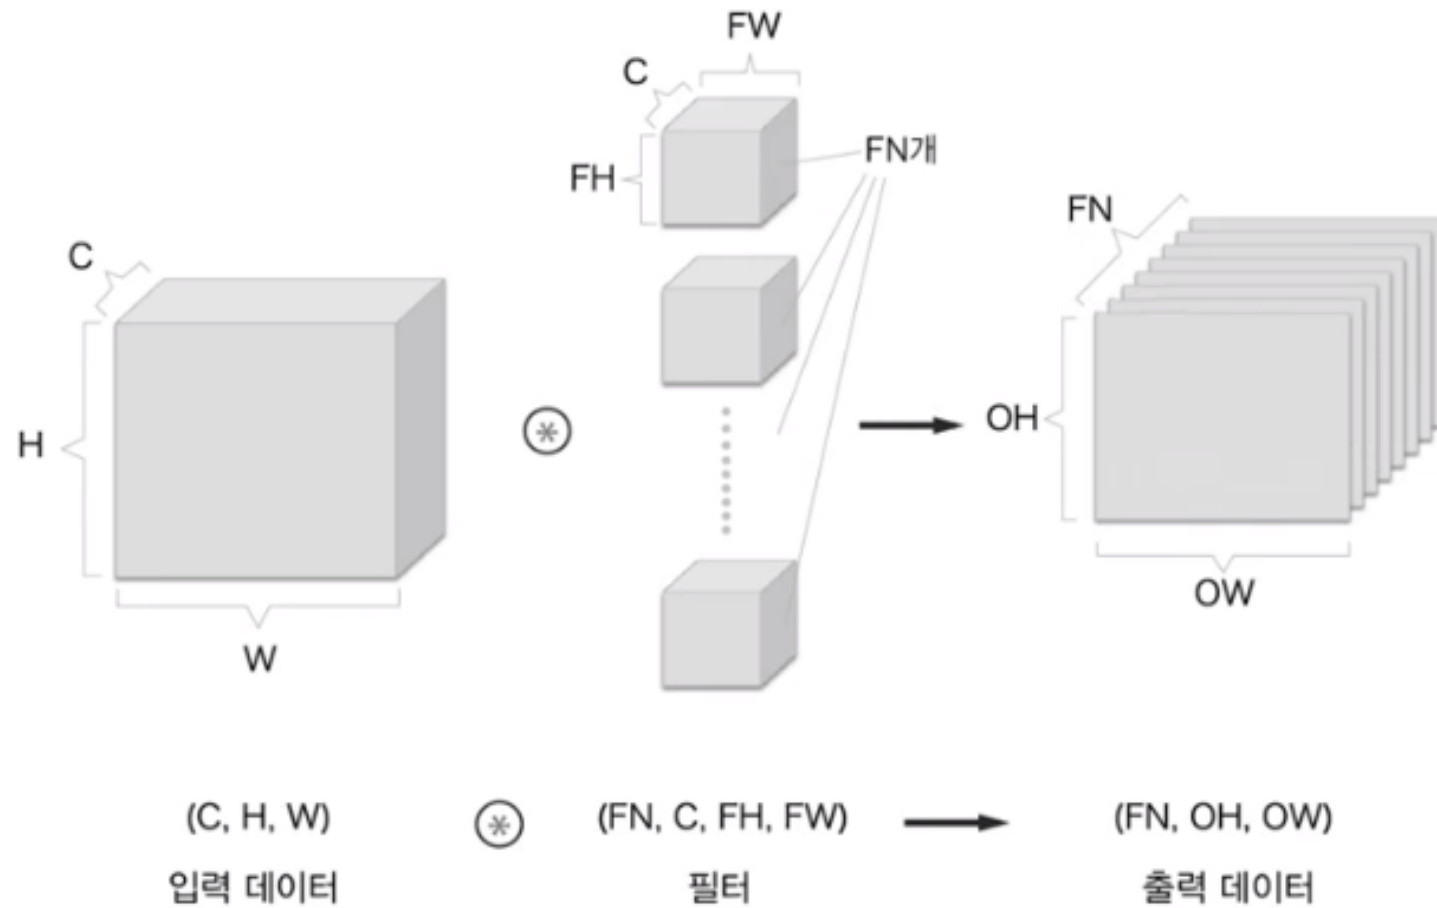 FW
C
FH
FN개
FN
C
H
⊛
OH
OW
W
(C, H, W) ⊛ (FN, C, FH, FW) → (FN, OH, OW)
입력 데이터 필터 출력 데이터